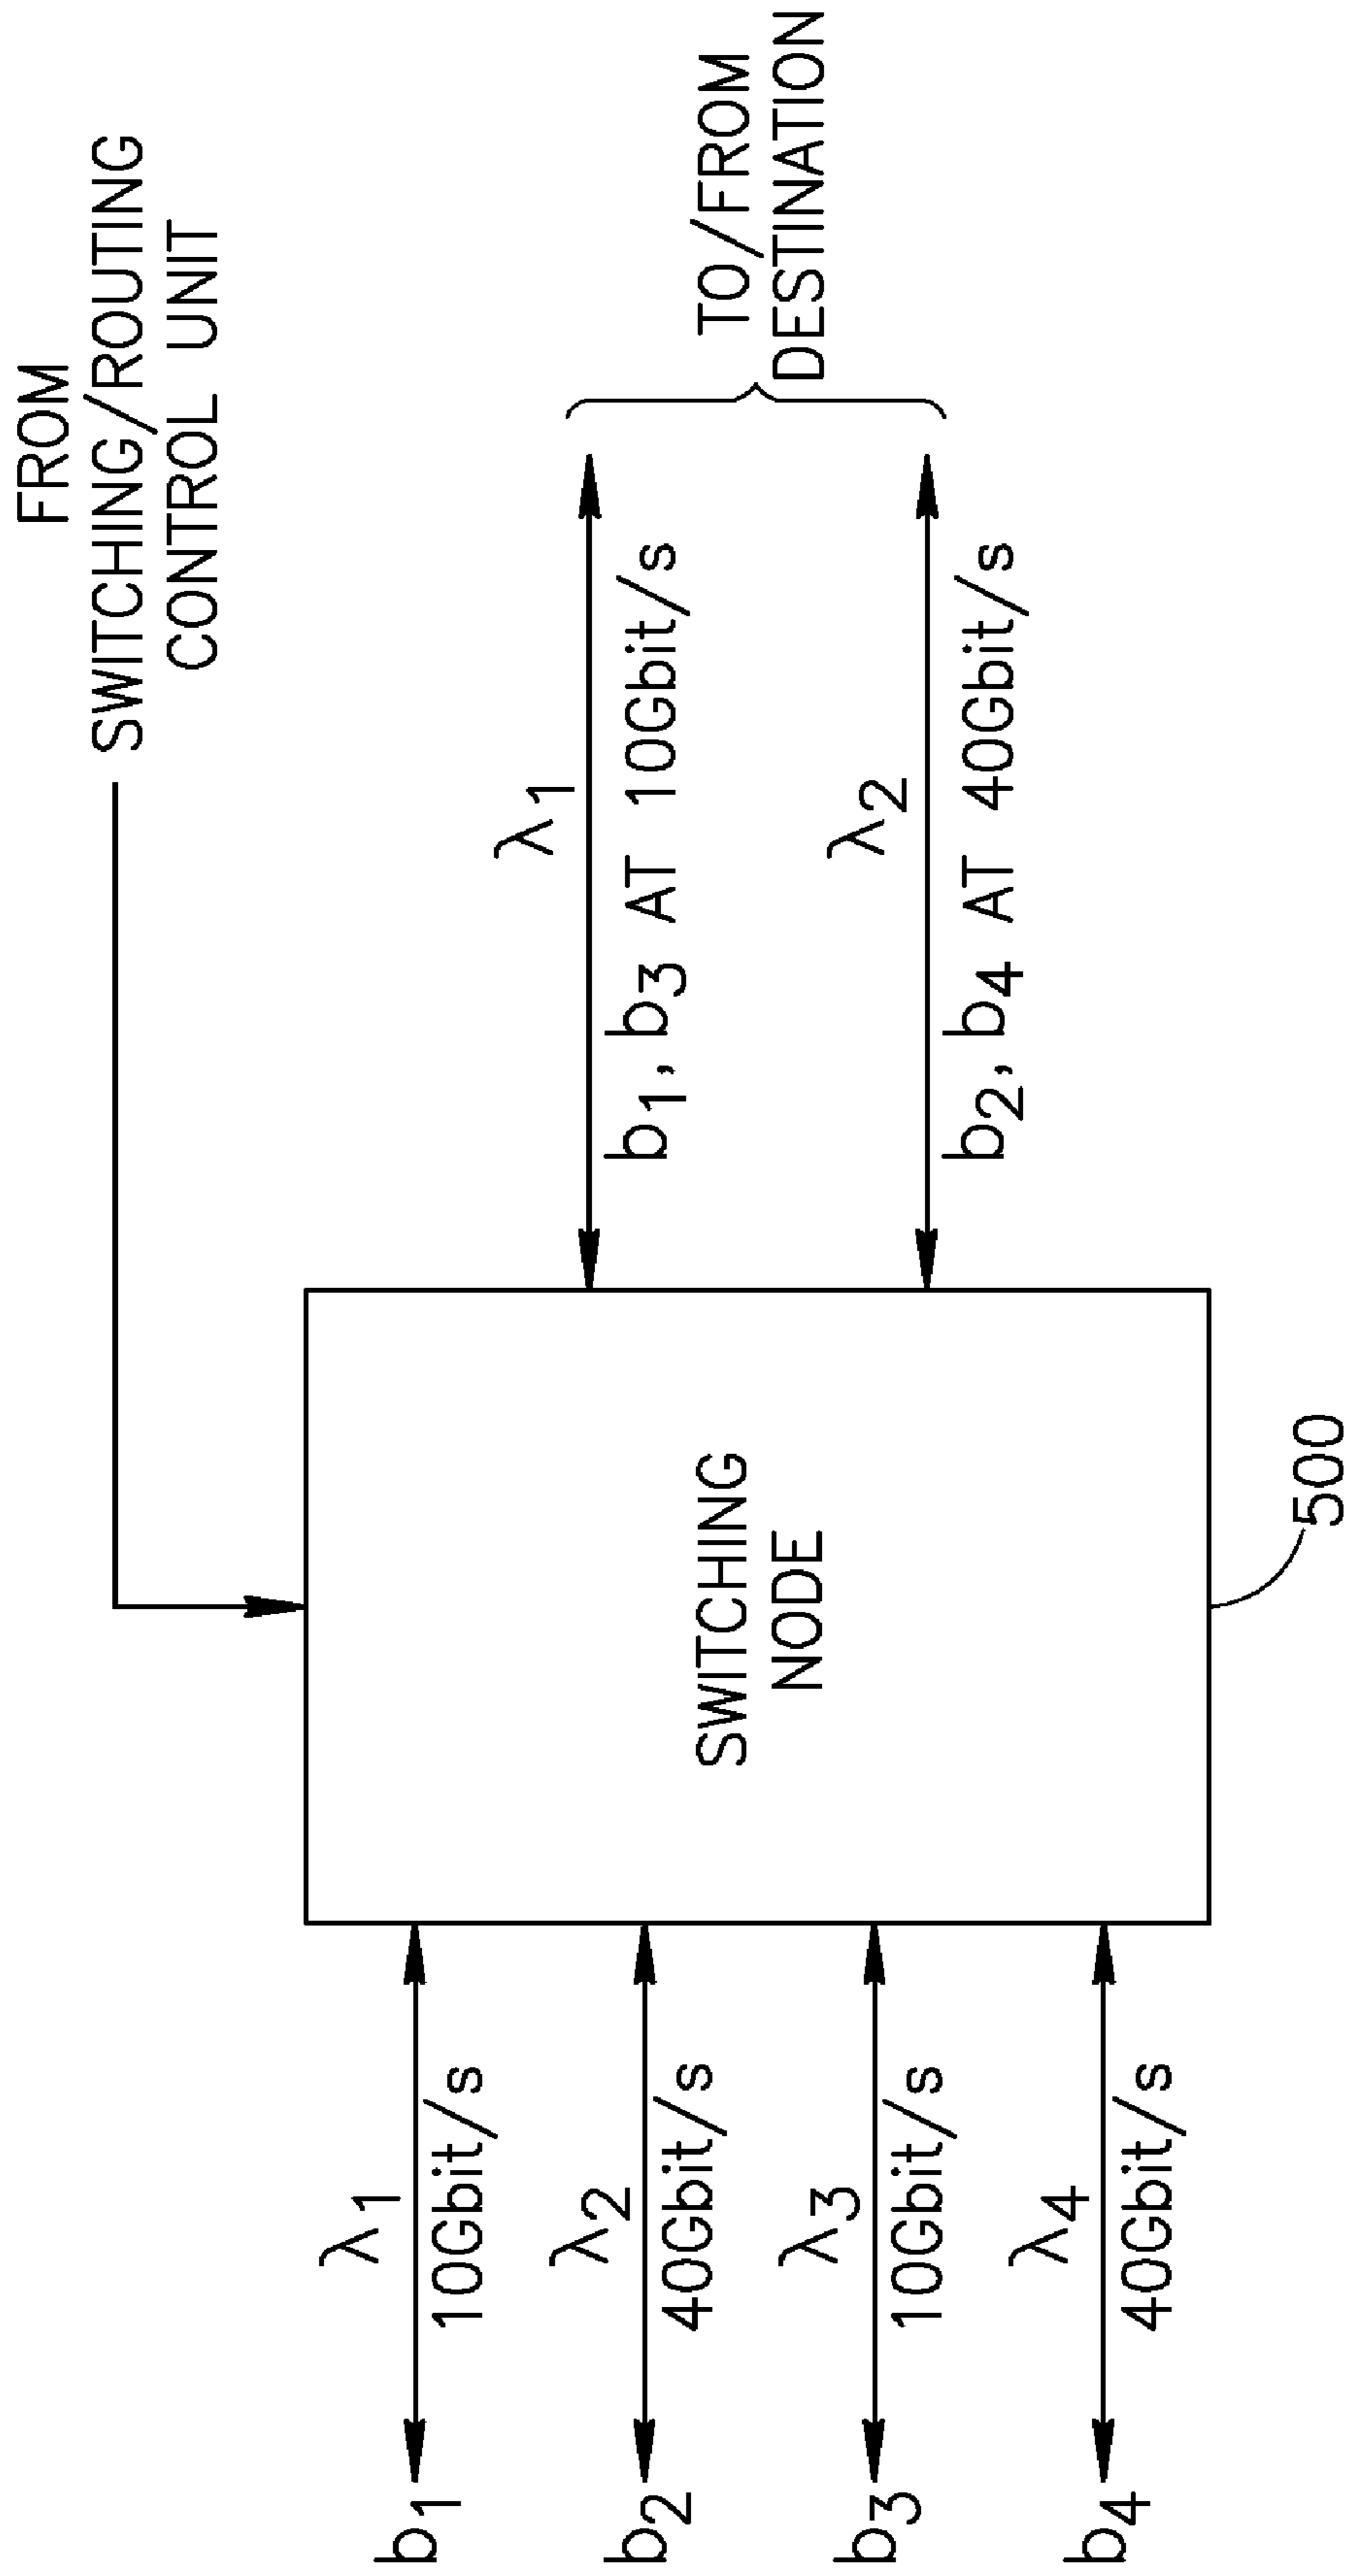 FROM
SWITCHING/ROUTING
CONTROL UNIT
b1
λ1
10Gbit/s
b2
λ2
40Gbit/s
b3
λ3
10Gbit/s
b4
λ4
40Gbit/s
SWITCHING
NODE
500
λ1
b1, b3 AT 10Gbit/s
λ2
b2, b4 AT 40Gbit/s
TO/FROM
DESTINATION